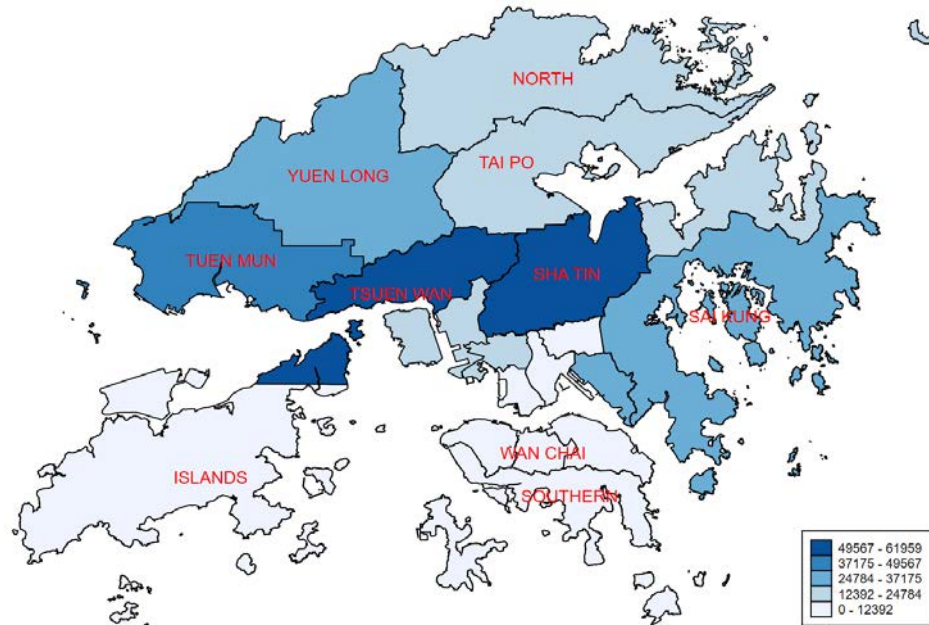 NORTH
TAI PO
YUEN LONG
TUEN MUN
SHA TIN
TSUEN WAN
SAI KUNG
WAN CHAI
ISLANDS
SOUTHERN
49567 - 61959
37175 - 49567
24784 - 37175
12392 - 24784
0 - 12392